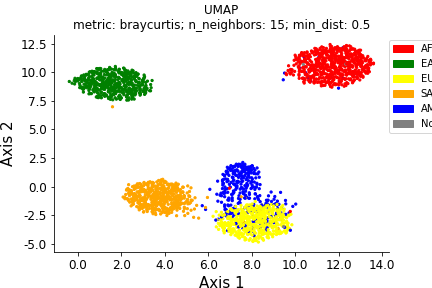 UMAP
metric: braycurtis; n_neighbors: 15; min_dist: 0.5
12.5
10.0
7.5
5.0
2.5
0.0
-2.5
-5.0
Axis 2
0.0 2.0 4.0 6.0 8.0 10.0 12.0 14.0
Axis 1
AF
EA
EU
SA
AM
No